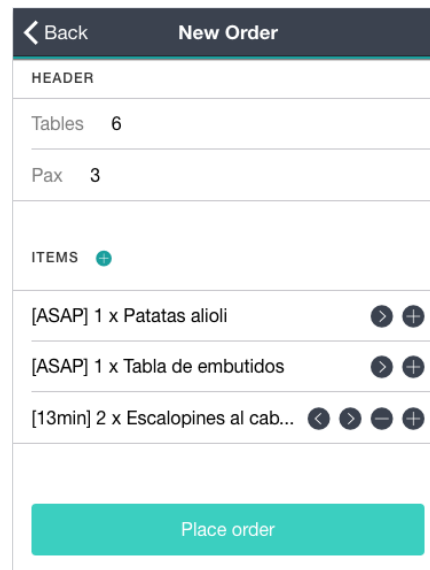 Back New Order
HEADER
Tables 6
Pax 3
ITEMS
[ASAP] 1 x Patatas alioli
[ASAP] 1 x Tabla de embutidos
[13min] 2 x Escalopines al cab...
Place order